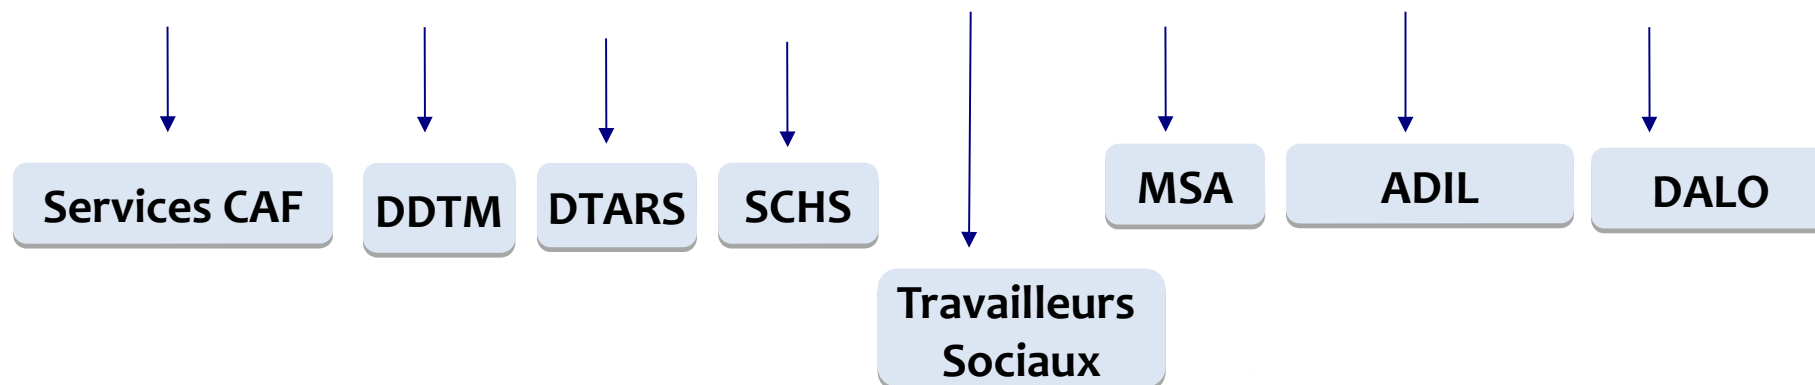 Services CAF
DDTM
DTARS
SCHS
Travailleurs
Sociaux
MSA
ADIL
DALO